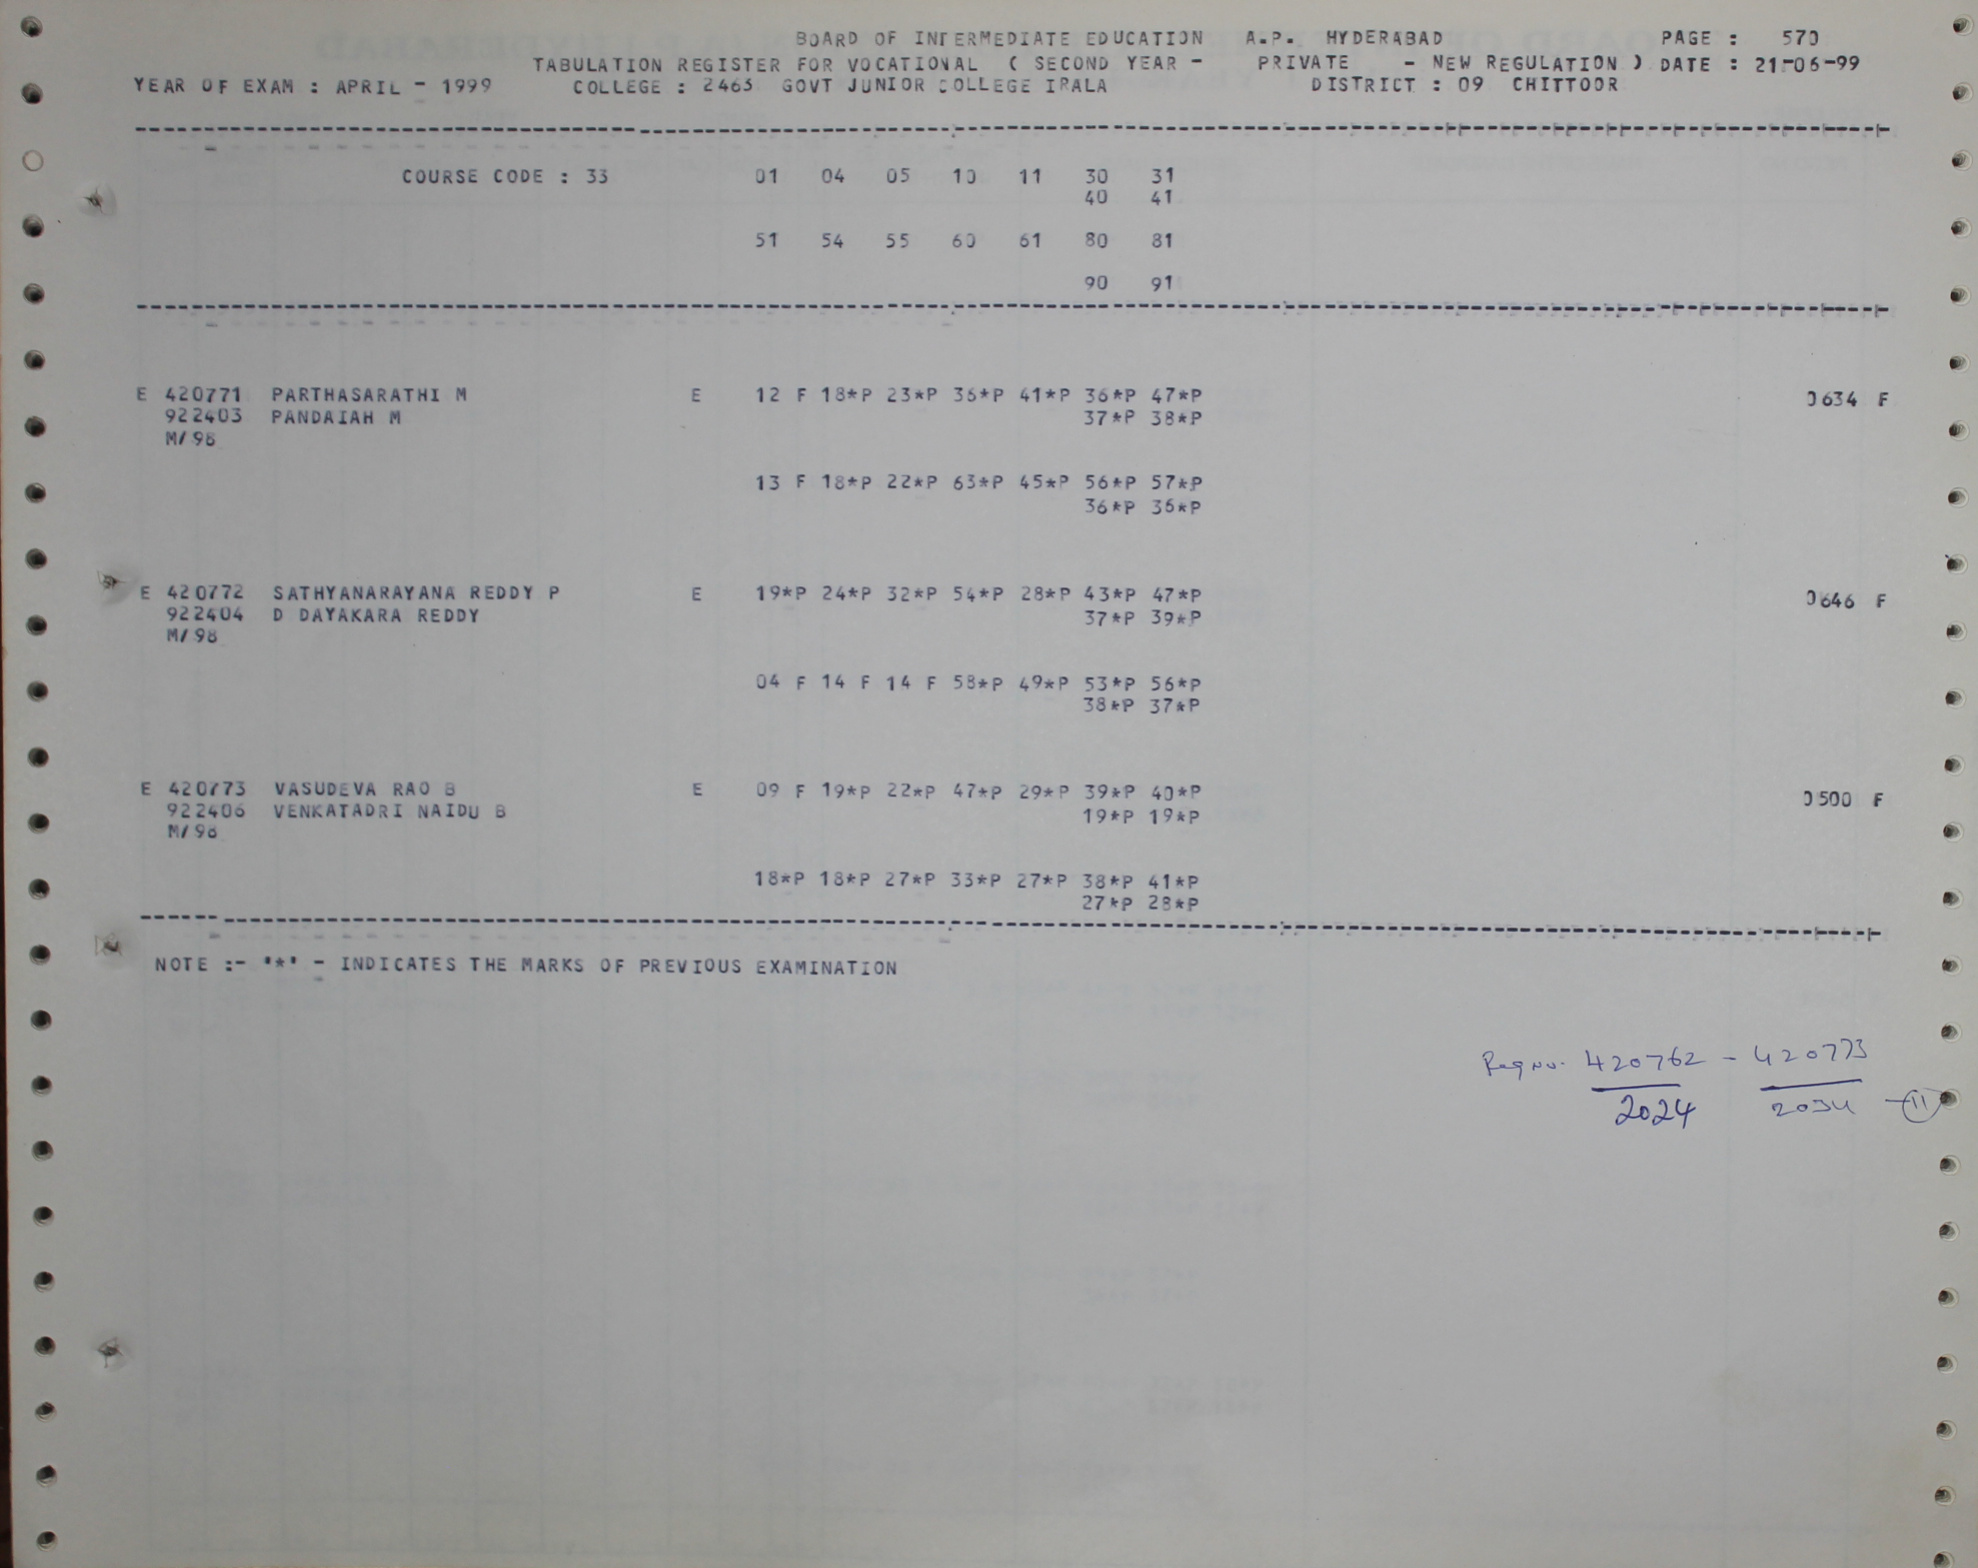 BOARD OF INTERMEDIATE EDUCATION A.P. HYDERABAD PAGE : 570
TABULATION REGISTER FOR VOCATIONAL ( SECOND YEAR - PRIVATE - NEW REGULATION ) DATE : 21-06-99
YEAR OF EXAM : APRIL - 1999 COLLEGE : 2463 GOVT JUNIOR COLLEGE IRALA DISTRICT : 09 CHITTOOR
COURSE CODE : 33 01 04 05 10 11 30 31
40 41
51 54 55 60 61 80 81
90 91
E 420771 PARTHASARATHI M E 12 F 18*P 23*P 36*P 41*P 36*P 47*P 0634 F
922403 PANDAIAH M 37*P 38*P
M/98
13 F 18*P 22*P 63*P 45*P 56*P 57*P
36*P 36*P
E 420772 SATHYANARAYANA REDDY P E 19*P 24*P 32*P 54*P 28*P 43*P 47*P 0646 F
922404 D DAYAKARA REDDY 37*P 39*P
M/98
04 F 14 F 14 F 58*P 49*P 53*P 56*P
38*P 37*P
E 420773 VASUDEVA RAO B E 09 F 19*P 22*P 47*P 29*P 39*P 40*P 0500 F
922406 VENKATADRI NAIDU B 19*P 19*P
M/98
18*P 18*P 27*P 33*P 27*P 38*P 41*P
27*P 28*P
NOTE :- '*' - INDICATES THE MARKS OF PREVIOUS EXAMINATION
Reg No. 420762 - 420773
2024 2034 - 11